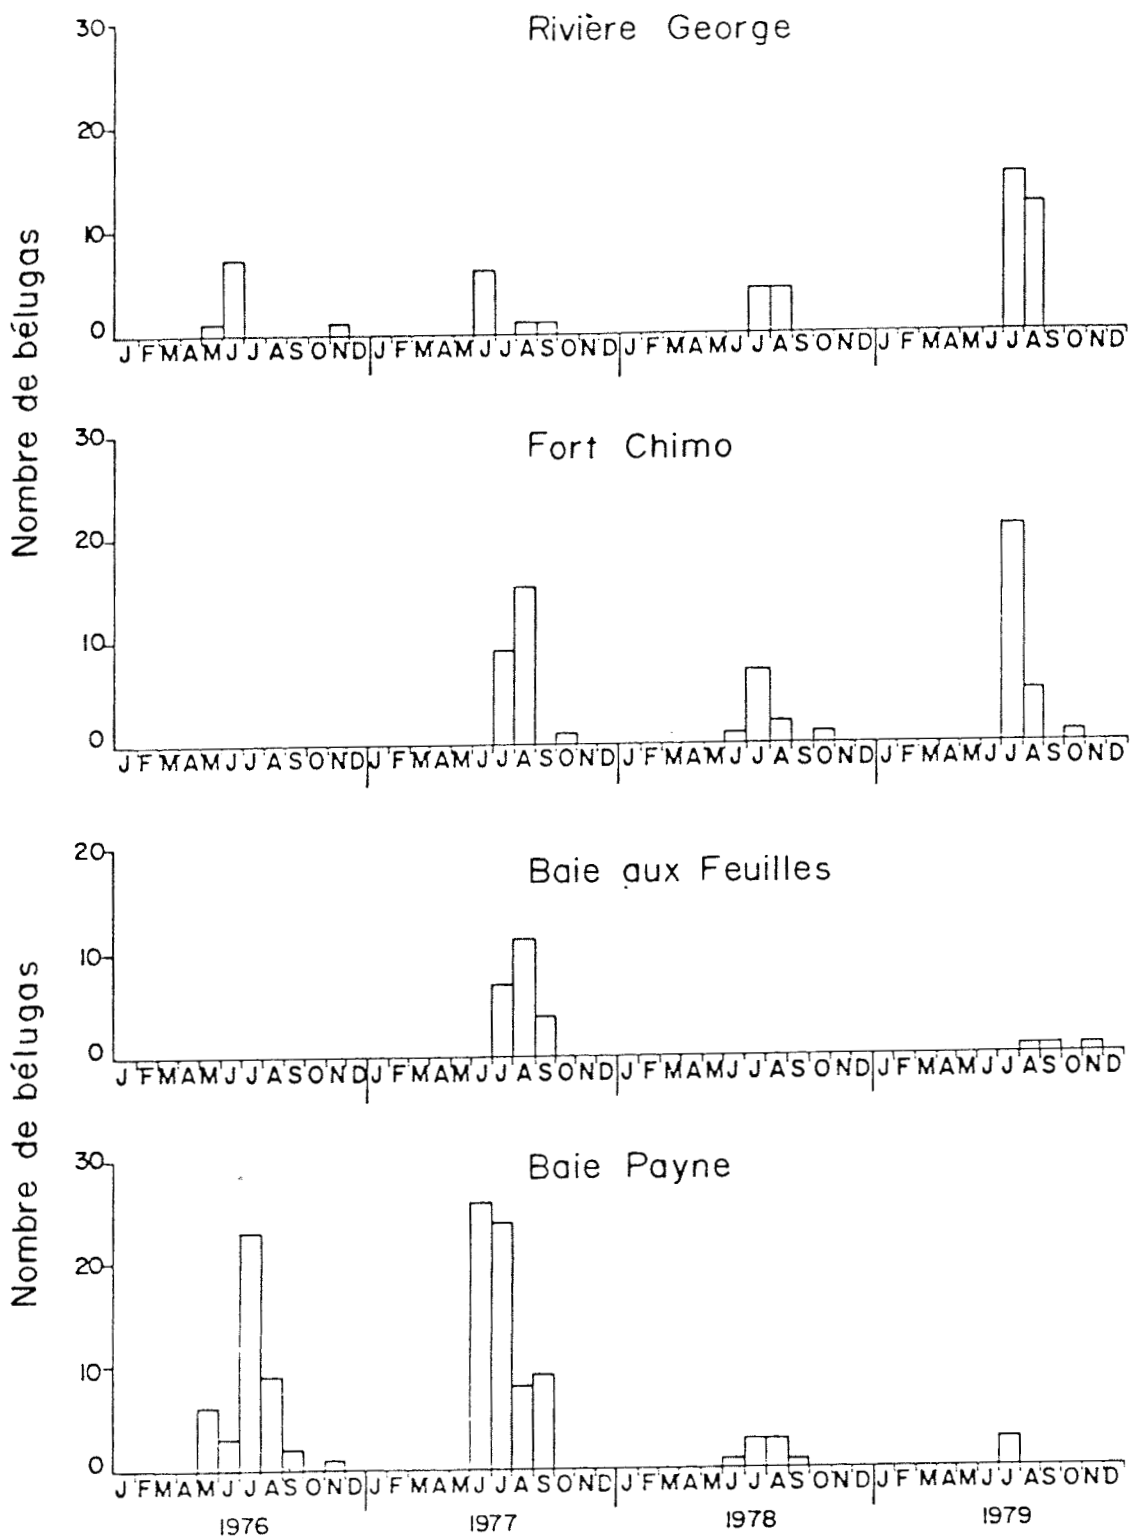 Rivière George
30
20
10
0
J F M A M J J A S O N D J F M A M J J A S O N D J F M A M J J A S O N D J F M A M J J A S O N D
Nombre de bélugas
Fort Chimo
30
20
10
0
J F M A M J J A S O N D J F M A M J J A S O N D J F M A M J J A S O N D J F M A M J J A S O N D
Baie aux Feuilles
20
10
0
J F M A M J J A S O N D J F M A M J J A S O N D J F M A M J J A S O N D J F M A M J J A S O N D
Nombre de bélugas
Baie Payne
30
20
10
0
J F M A M J J A S O N D J F M A M J J A S O N D J F M A M J J A S O N D J F M A M J J A S O N D
1976 1977 1978 1979